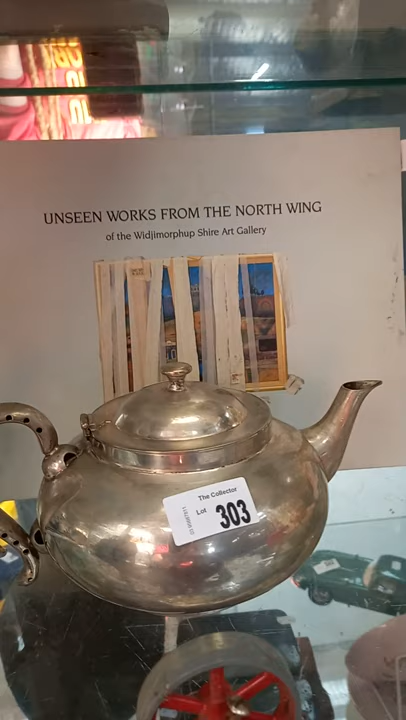 UNSEEN WORKS FROM THE NORTH WING
of the Widjimorphup Shire Art Gallery
The Collector
Lot 303